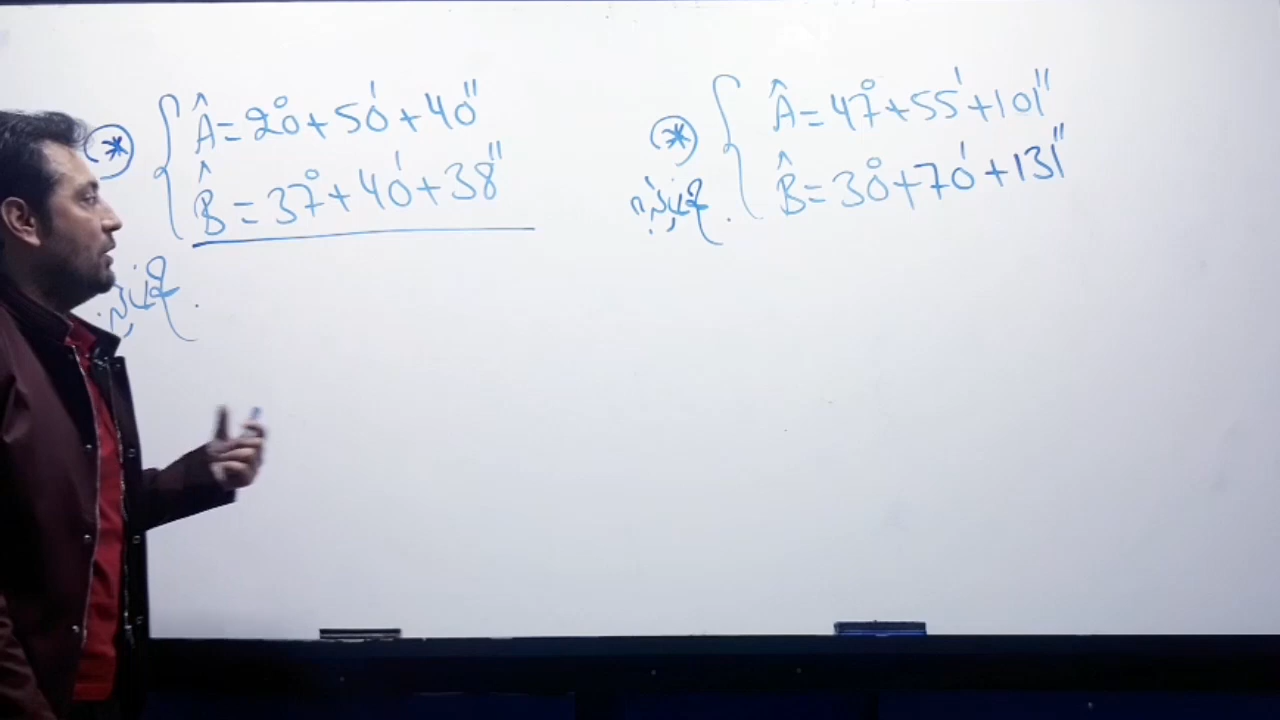 * { Â = 20° + 50' + 40"
B̂ = 37° + 40' + 38"
* { Â = 47° + 55' + 101"
B̂ = 30° + 70' + 131"